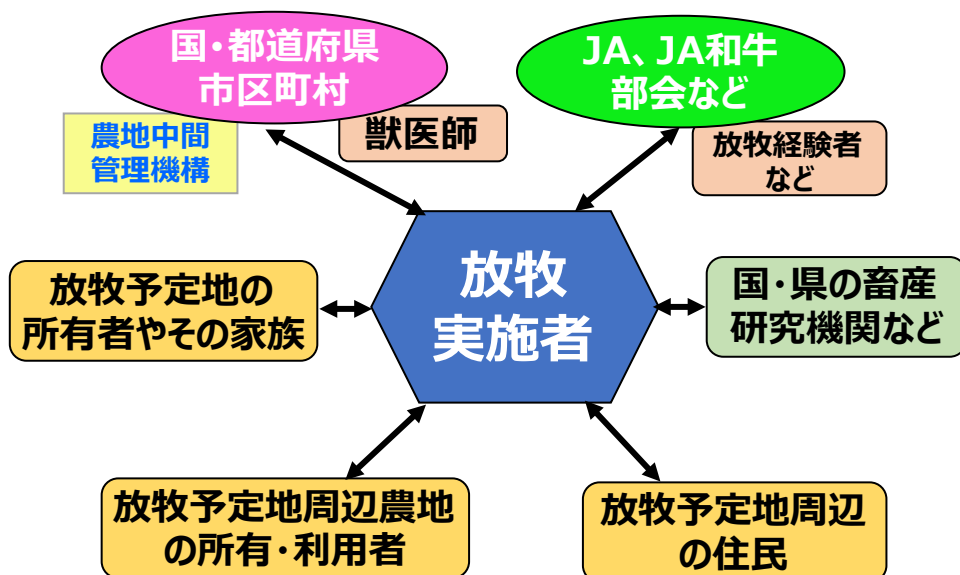 国・都道府県
市区町村
JA、JA和牛
部会など
農地中間
管理機構
獣医師
放牧経験者
など
放牧予定地の
所有者やその家族
放牧
実施者
国・県の畜産
研究機関など
放牧予定地周辺農地
の所有・利用者
放牧予定地周辺
の住民